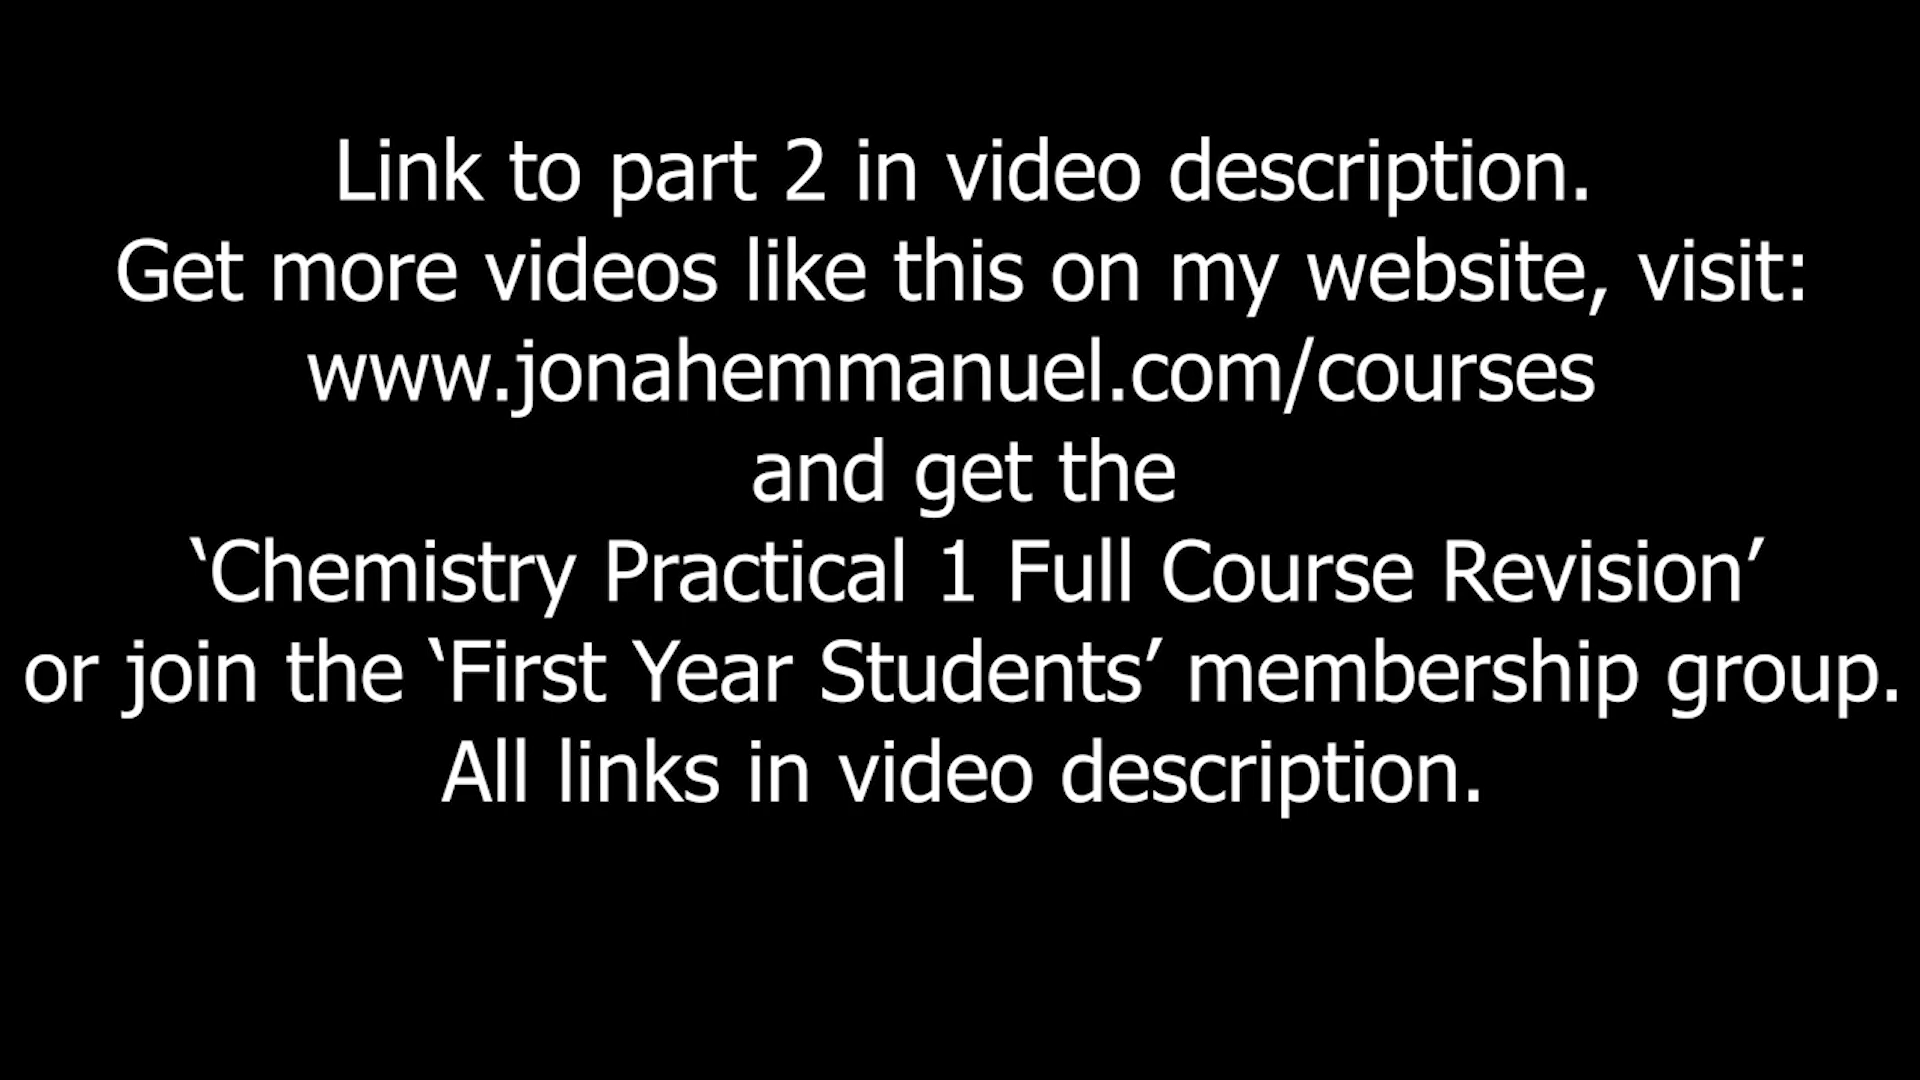 Link to part 2 in video description.
Get more videos like this on my website, visit:
www.jonahemmanuel.com/courses
and get the
‘Chemistry Practical 1 Full Course Revision’
or join the ‘First Year Students’ membership group.
All links in video description.